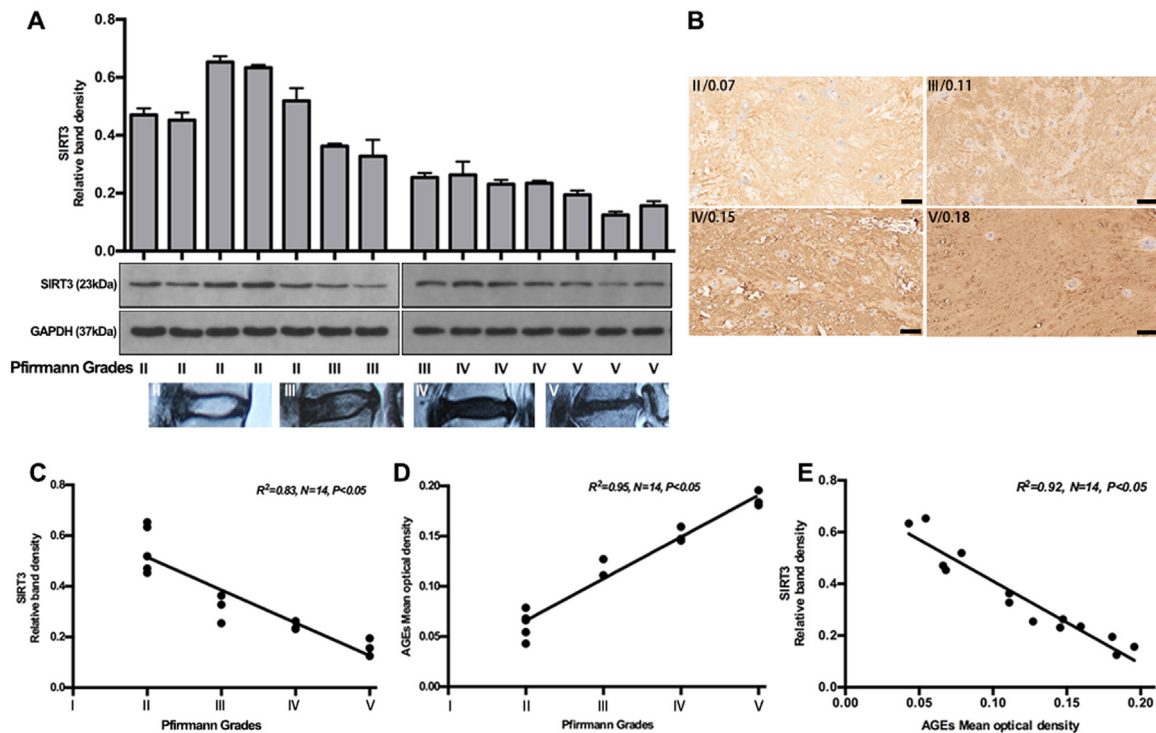 A
SIRT3
Relative band density
0.8
0.6
0.4
0.2
0.0
SIRT3 (23kDa)
GAPDH (37kDa)
Pfirrmann Grades II II II II II III III III IV IV IV V V V
II III IV V
B
II/0.07 III/0.11
IV/0.15 V/0.18
C
R²=0.83, N=14, P<0.05
SIRT3
Relative band density
0.8
0.6
0.4
0.2
0.0
I II III IV V
Pfirrmann Grades
D
R²=0.95, N=14, P<0.05
AGEs Mean optical density
0.20
0.15
0.10
0.05
0.00
I II III IV V
Pfirrmann Grades
E
R²=0.92, N=14, P<0.05
SIRT3
Relative band density
0.8
0.6
0.4
0.2
0.0
0.00 0.05 0.10 0.15 0.20
AGEs Mean optical density